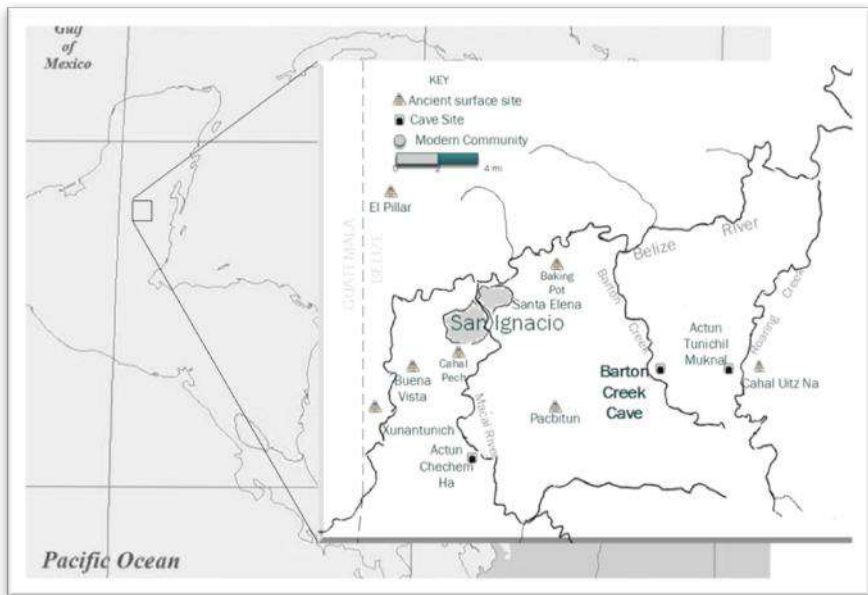 Gulf
of
Mexico
KEY
Ancient surface site
Cave Site
Modern Community
0 2 4 mi
El Pillar
GUATEMALA
BELIZE
Belize River
Baking
Pot
Santa Elena
San Ignacio
Barton
Creek
Roaring Creek
Actun
Tunichil
Muknal
Cahal
Pech
Buena
Vista
Barton
Creek
Cave
Cahal Uitz Na
Macal River
Pacbitun
Xunantunich
Actun
Chechem
Ha
Pacific Ocean